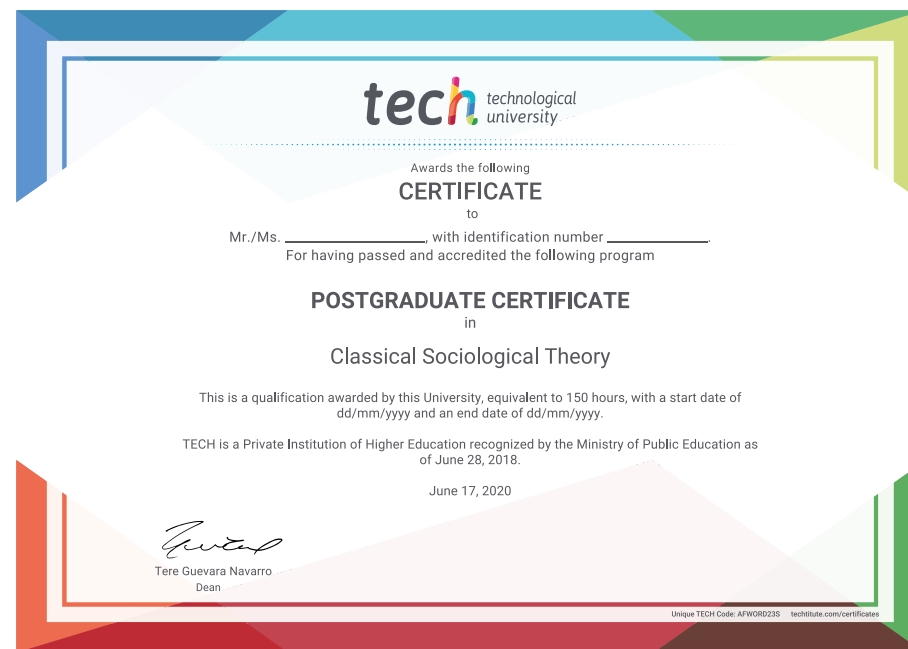 tech technological
university
Awards the following
CERTIFICATE
to
Mr./Ms. ____________________, with identification number ______________.
For having passed and accredited the following program
POSTGRADUATE CERTIFICATE
in
Classical Sociological Theory
This is a qualification awarded by this University, equivalent to 150 hours, with a start date of
dd/mm/yyyy and an end date of dd/mm/yyyy.
TECH is a Private Institution of Higher Education recognized by the Ministry of Public Education as
of June 28, 2018.
June 17, 2020
Tere Guevara Navarro
Dean
Unique TECH Code: AFWORD23S techtitute.com/certificates